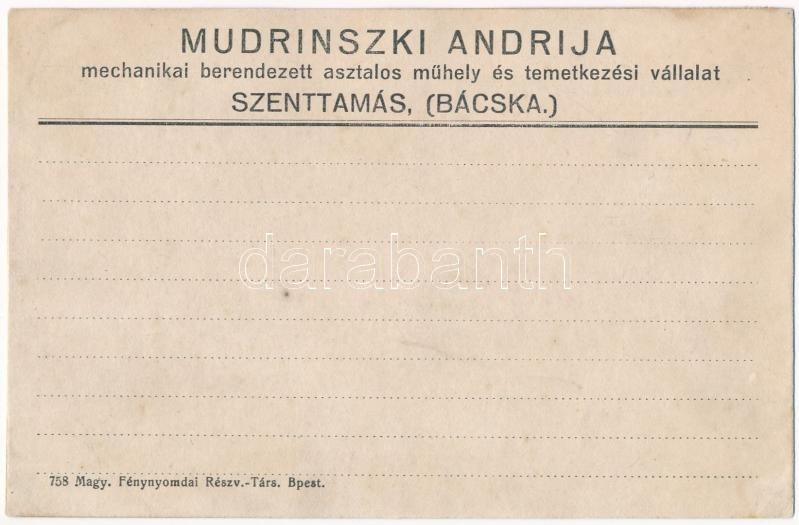 MUDRINSZKI ANDRIJA
mechanikai berendezett asztalos műhely és temetkezési vállalat
SZENTTAMÁS, (BÁCSKA.)
darabanth
758 Magy. Fénynyomdai Részv.-Társ. Bpest.